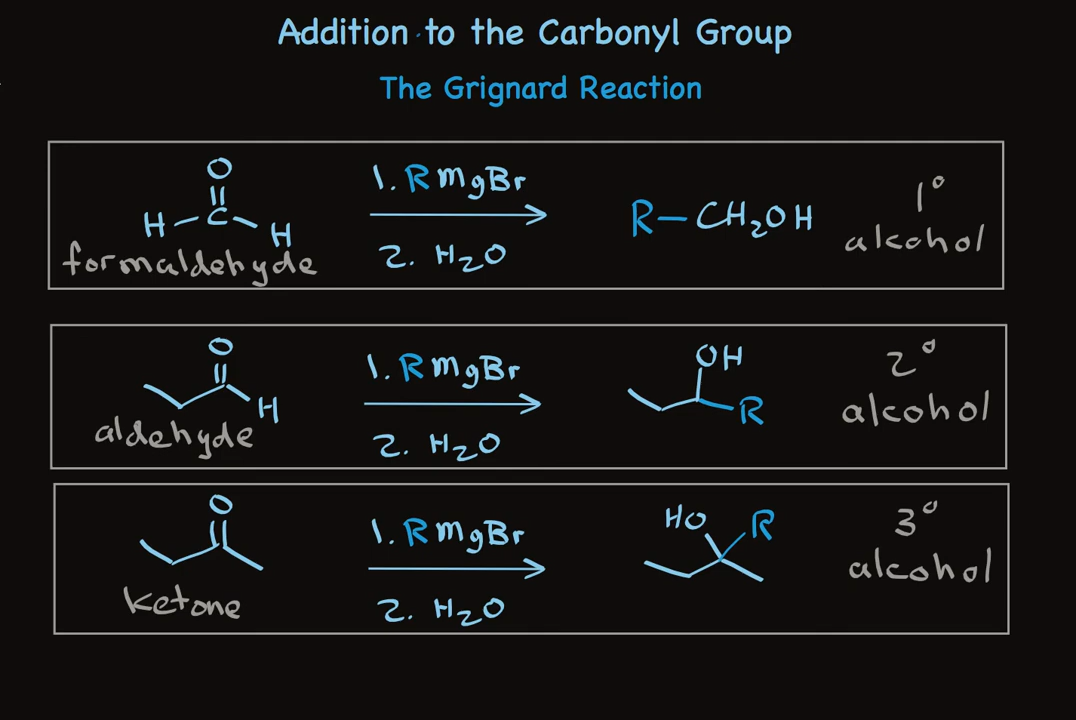 Addition to the Carbonyl Group
The Grignard Reaction
O
H C H
formaldehyde
1. RMgBr
2. H2O
R-CH2OH
1°
alcohol
O
H
aldehyde
1. RMgBr
2. H2O
OH
R
2°
alcohol
O
ketone
1. RMgBr
2. H2O
HO R
3°
alcohol